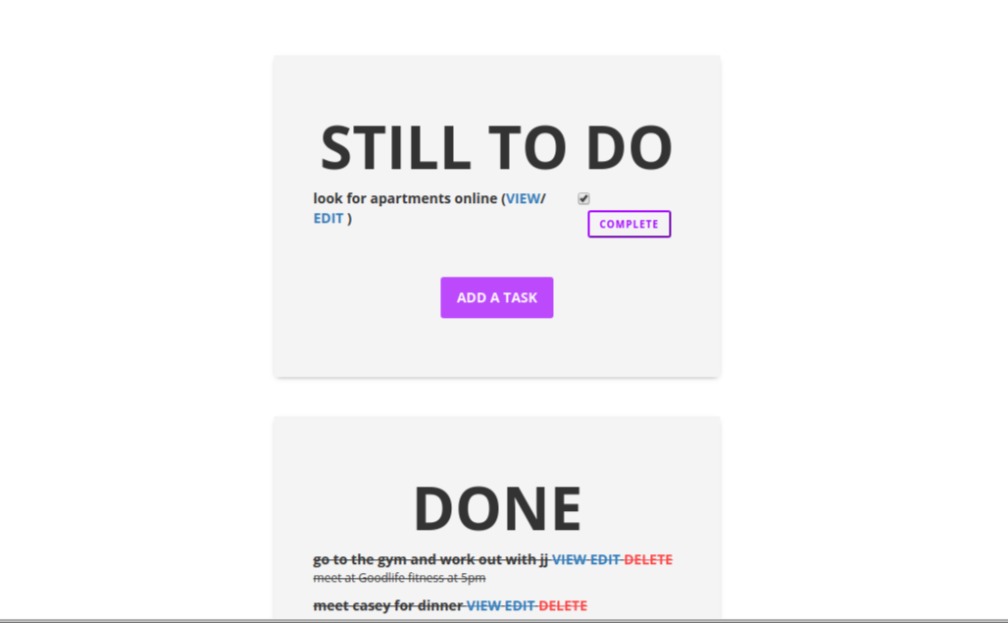 STILL TO DO
look for apartments online (VIEW/
EDIT )
COMPLETE
ADD A TASK
DONE
go to the gym and work out with jj VIEW EDIT DELETE
meet at Goodlife fitness at 5pm
meet casey for dinner VIEW EDIT DELETE